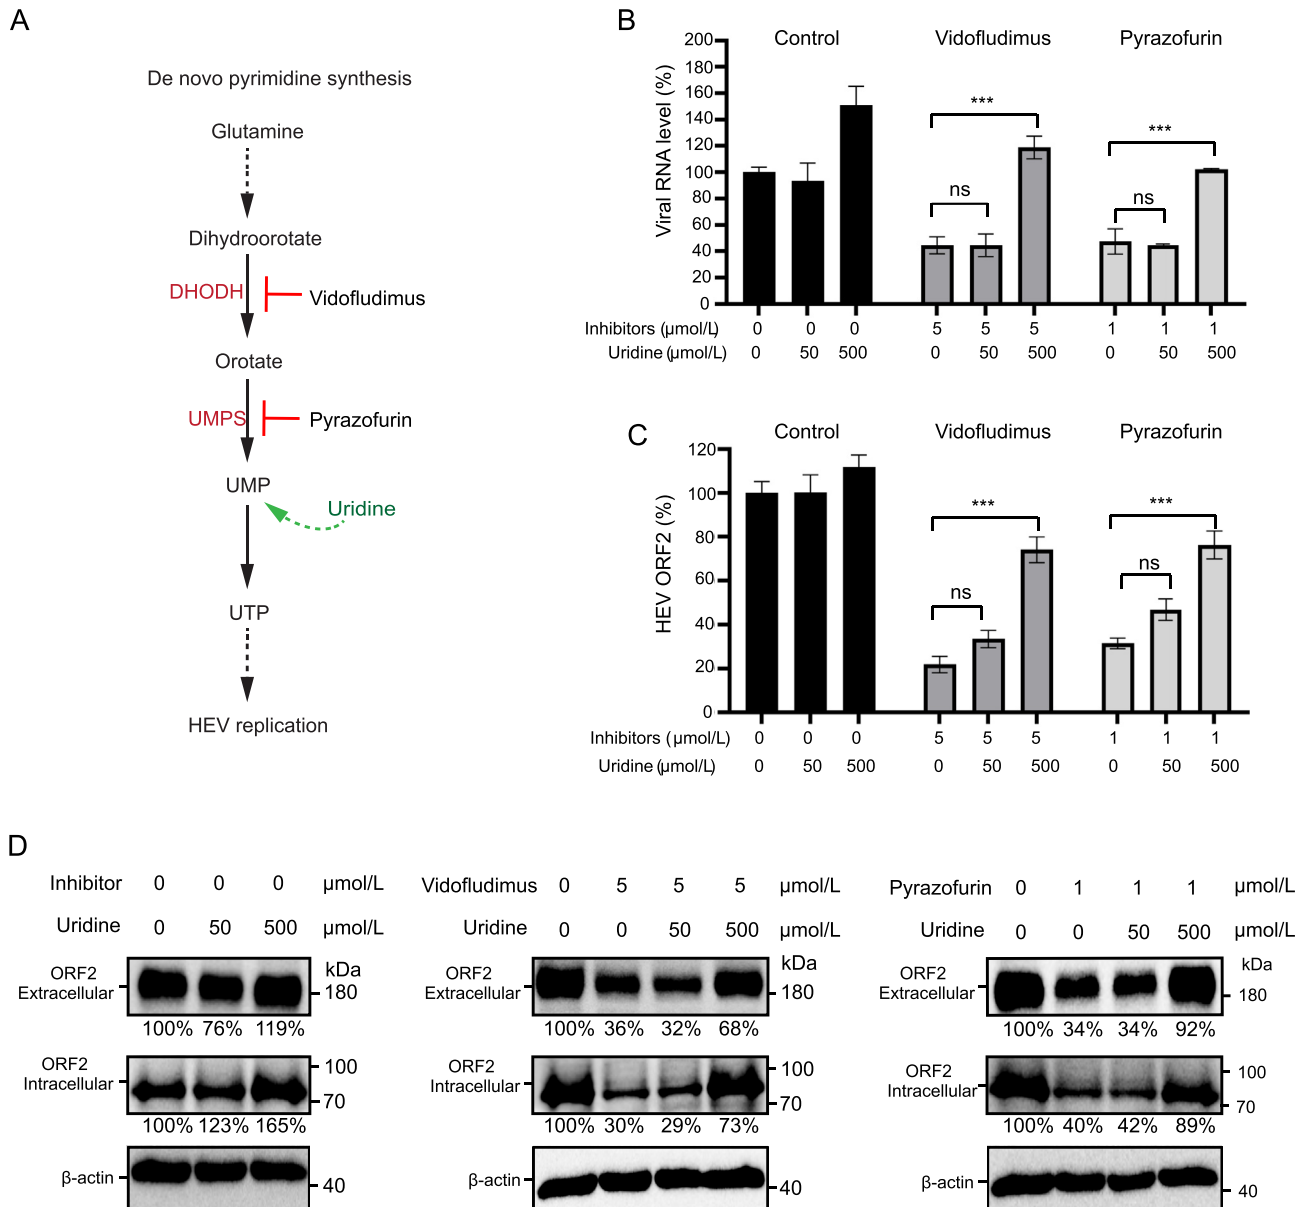 A
De novo pyrimidine synthesis
Glutamine
Dihydroorotate
DHODH
Vidofludimus
Orotate
UMPS
Pyrazofurin
UMP
Uridine
UTP
HEV replication
B
Control Vidofludimus Pyrazofurin
Viral RNA level (%)
200
180
160
140
120
100
80
60
40
20
0
***
***
ns
ns
Inhibitors (µmol/L) 0 0 0 5 5 5 1 1 1
Uridine (µmol/L) 0 50 500 0 50 500 0 50 500
C
Control Vidofludimus Pyrazofurin
HEV ORF2 (%)
120
100
80
60
40
20
0
***
***
ns
ns
Inhibitors (µmol/L) 0 0 0 5 5 5 1 1 1
Uridine (µmol/L) 0 50 500 0 50 500 0 50 500
D
Inhibitor 0 0 0 µmol/L
Uridine 0 50 500 µmol/L
ORF2
Extracellular
kDa
180
100% 76% 119%
ORF2
Intracellular
100
70
100% 123% 165%
β-actin
40
Vidofludimus 0 5 5 5 µmol/L
Uridine 0 0 50 500 µmol/L
ORF2
Extracellular
kDa
180
100% 36% 32% 68%
ORF2
Intracellular
100
70
100% 30% 29% 73%
β-actin
40
Pyrazofurin 0 1 1 1 µmol/L
Uridine 0 0 50 500 µmol/L
ORF2
Extracellular
kDa
180
100% 34% 34% 92%
ORF2
Intracellular
100
70
100% 40% 42% 89%
β-actin
40